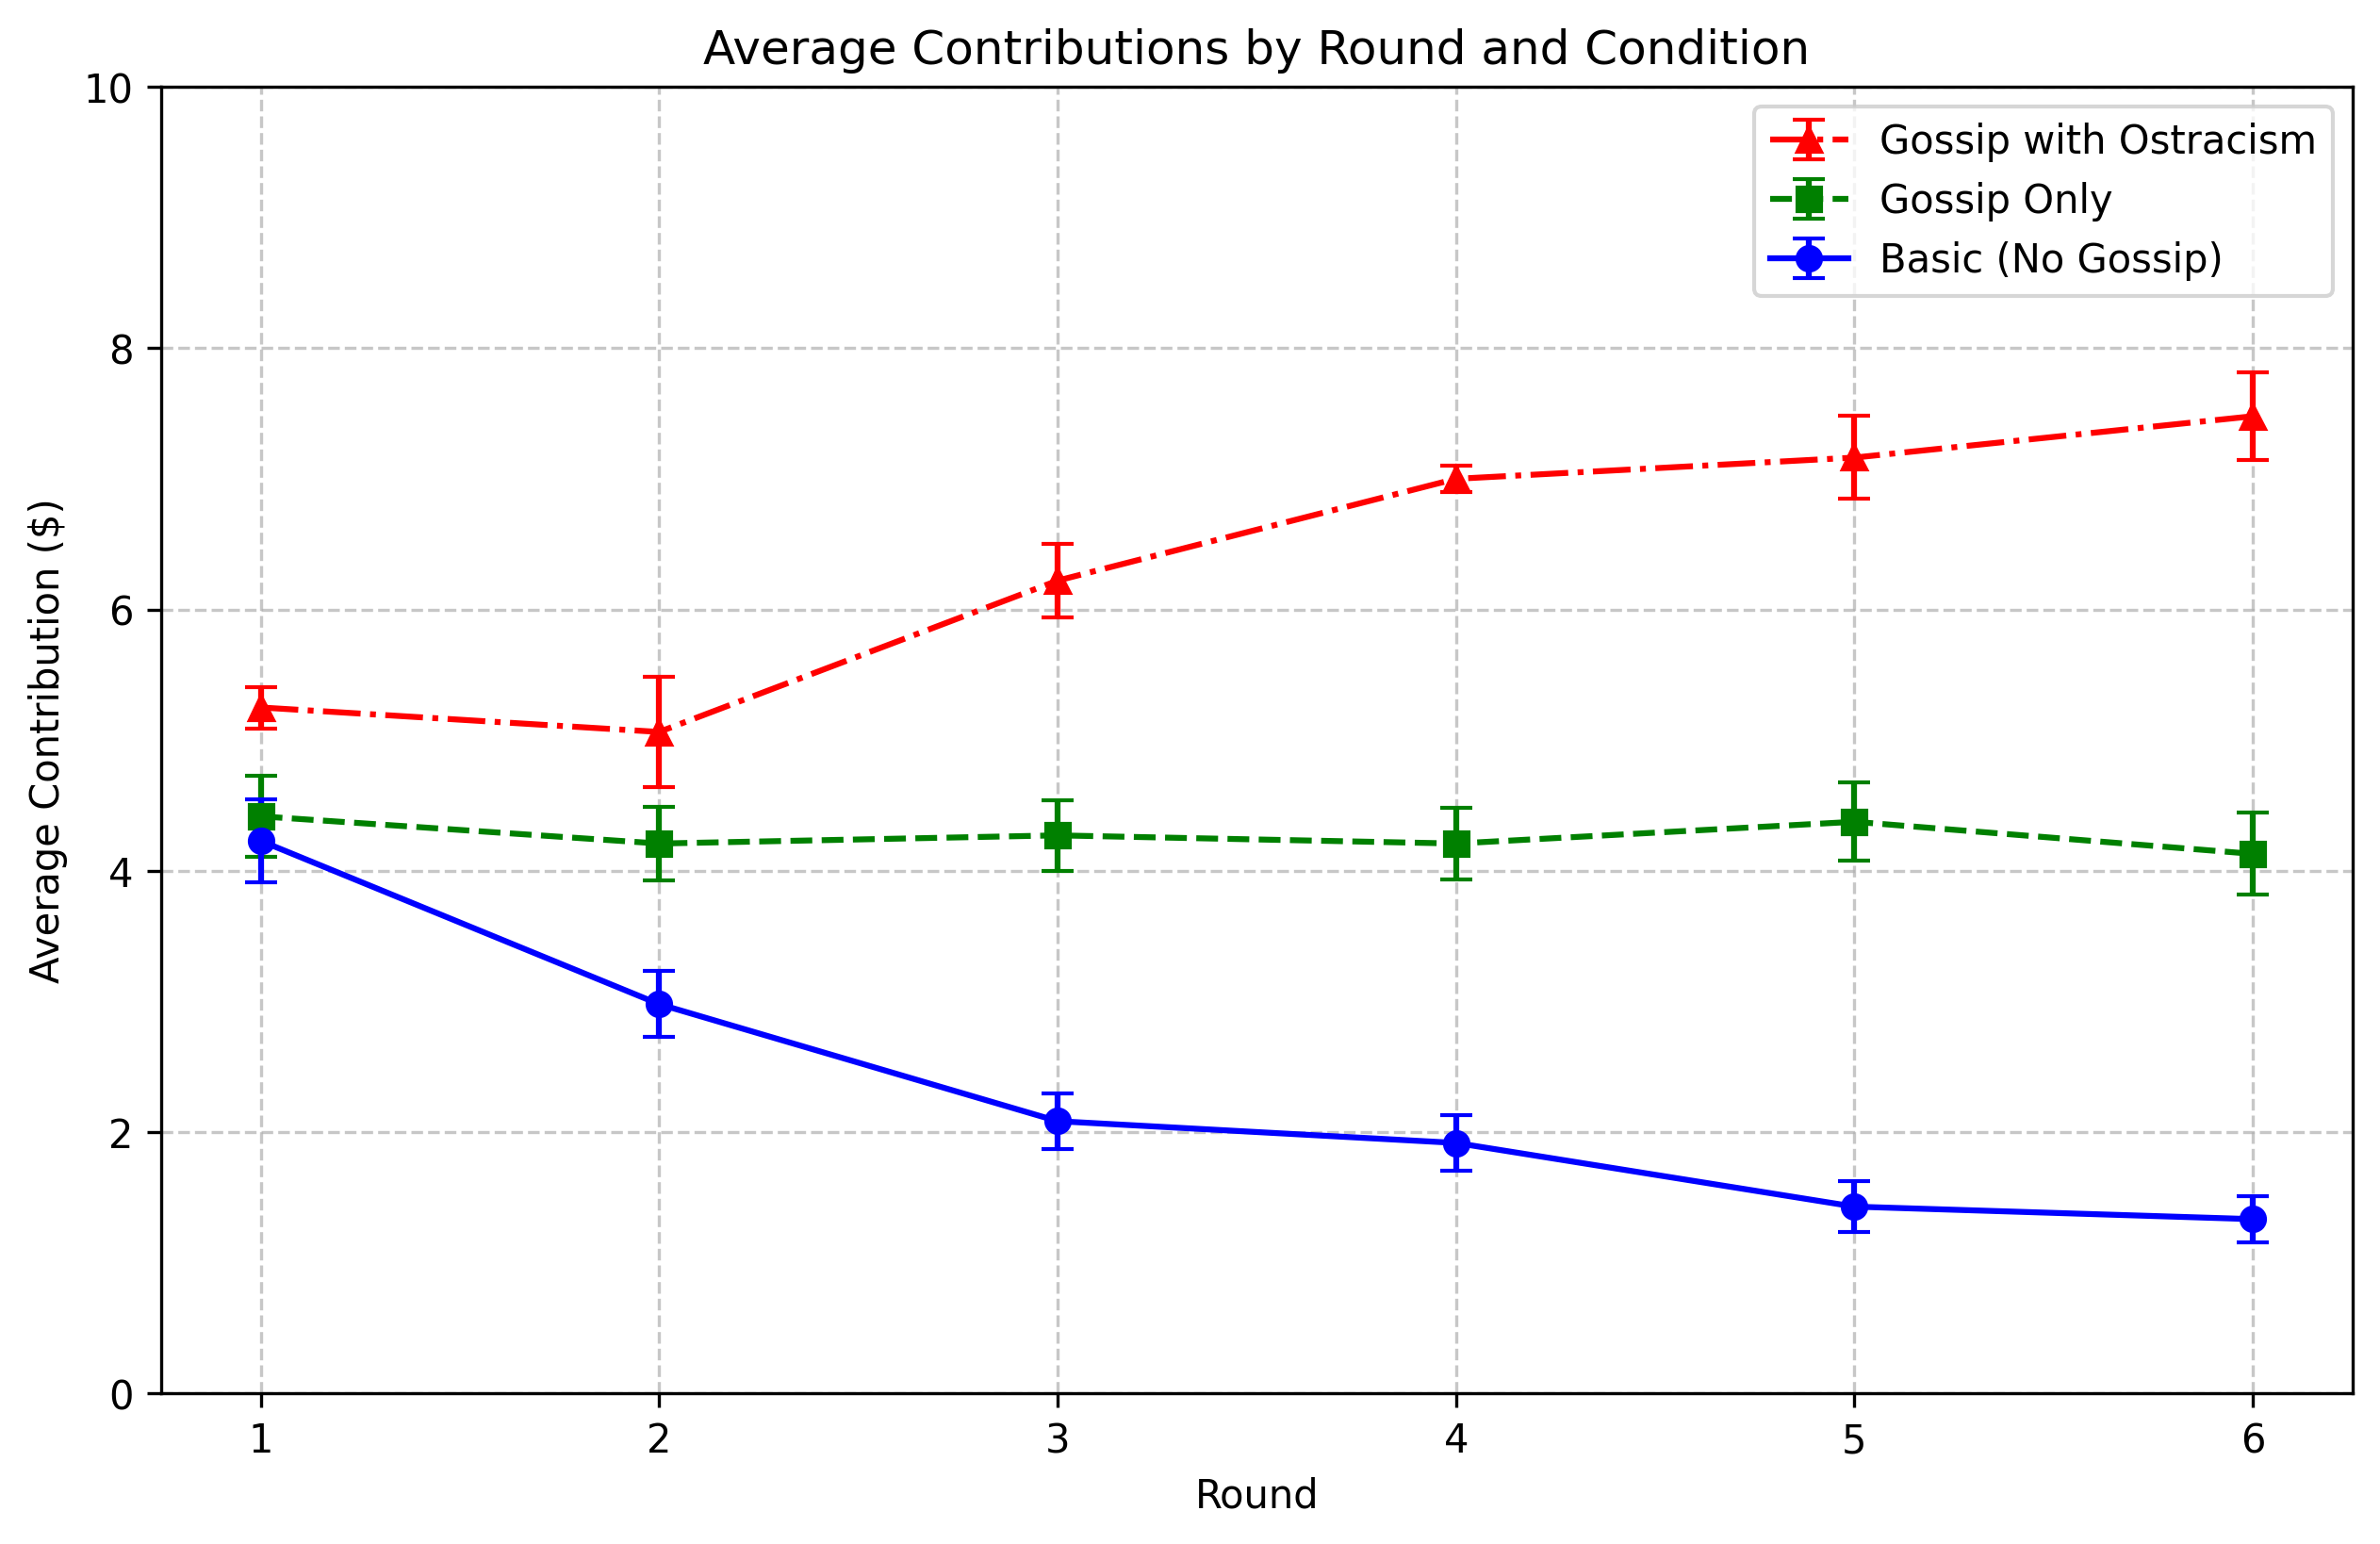 Average Contributions by Round and Condition
10
8
6
4
2
0
Average Contribution ($)
Gossip with Ostracism
Gossip Only
Basic (No Gossip)
1 2 3 4 5 6
Round